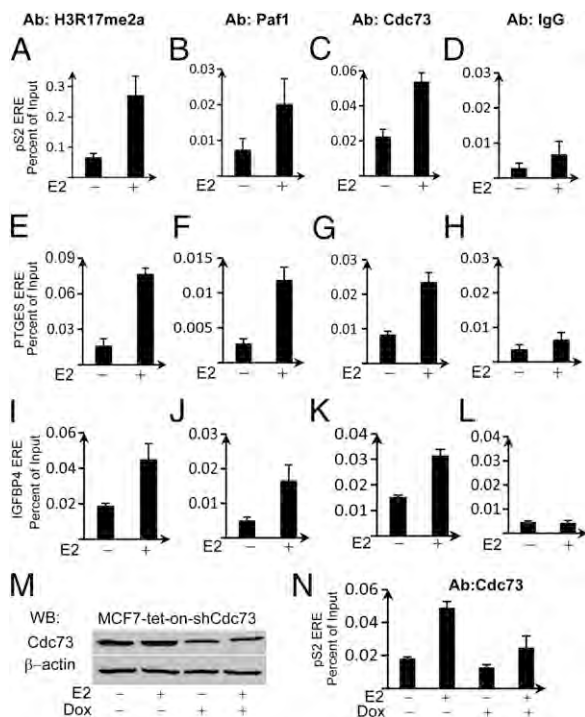 Ab: H3R17me2a Ab: Paf1 Ab: Cdc73 Ab: IgG
A B C D
pS2 ERE
Percent of Input
0.3
0.2
0.1
0.03
0.02
0.01
0.06
0.04
0.02
0.03
0.02
0.01
E2 − + E2 − + E2 − + E2 − +
E F G H
PTGES ERE
Percent of Input
0.09
0.06
0.03
0.015
0.01
0.005
0.03
0.02
0.01
0.03
0.02
0.01
E2 − + E2 − + E2 − + E2 − +
I J K L
IGFBP4 ERE
Percent of Input
0.06
0.04
0.02
0.03
0.02
0.01
0.04
0.03
0.02
0.01
0.04
0.03
0.02
0.01
E2 − + E2 − + E2 − + E2 − +
M N
WB: MCF7-tet-on-shCdc73
Cdc73
β−actin
E2 − + − +
Dox − − + +
Ab:Cdc73
pS2 ERE
Percent of Input
0.06
0.04
0.02
E2 − + − +
Dox − − + +